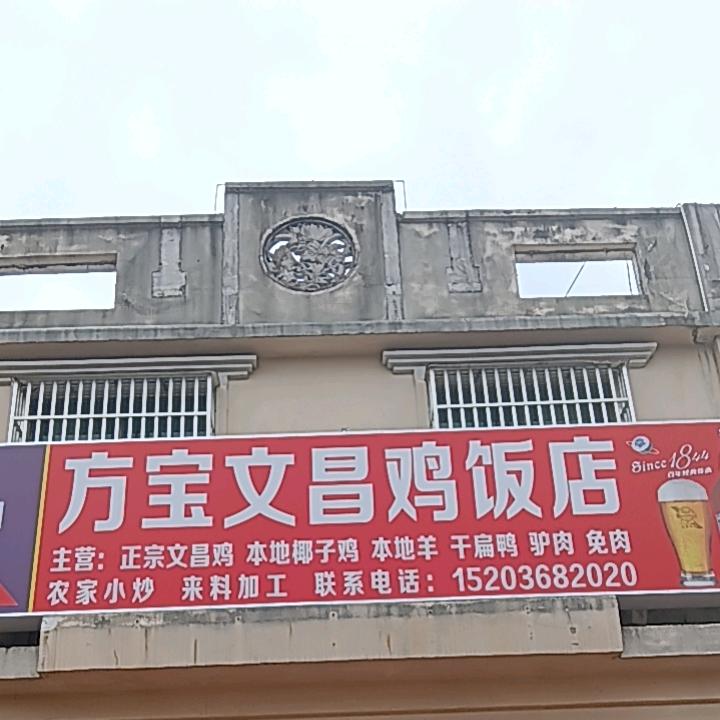 方宝文昌鸡饭店
主营：正宗文昌鸡 本地椰子鸡 本地羊 干扁鸭 驴肉 免肉
农家小炒 来料加工 联系电话：15203682020
Since 1844